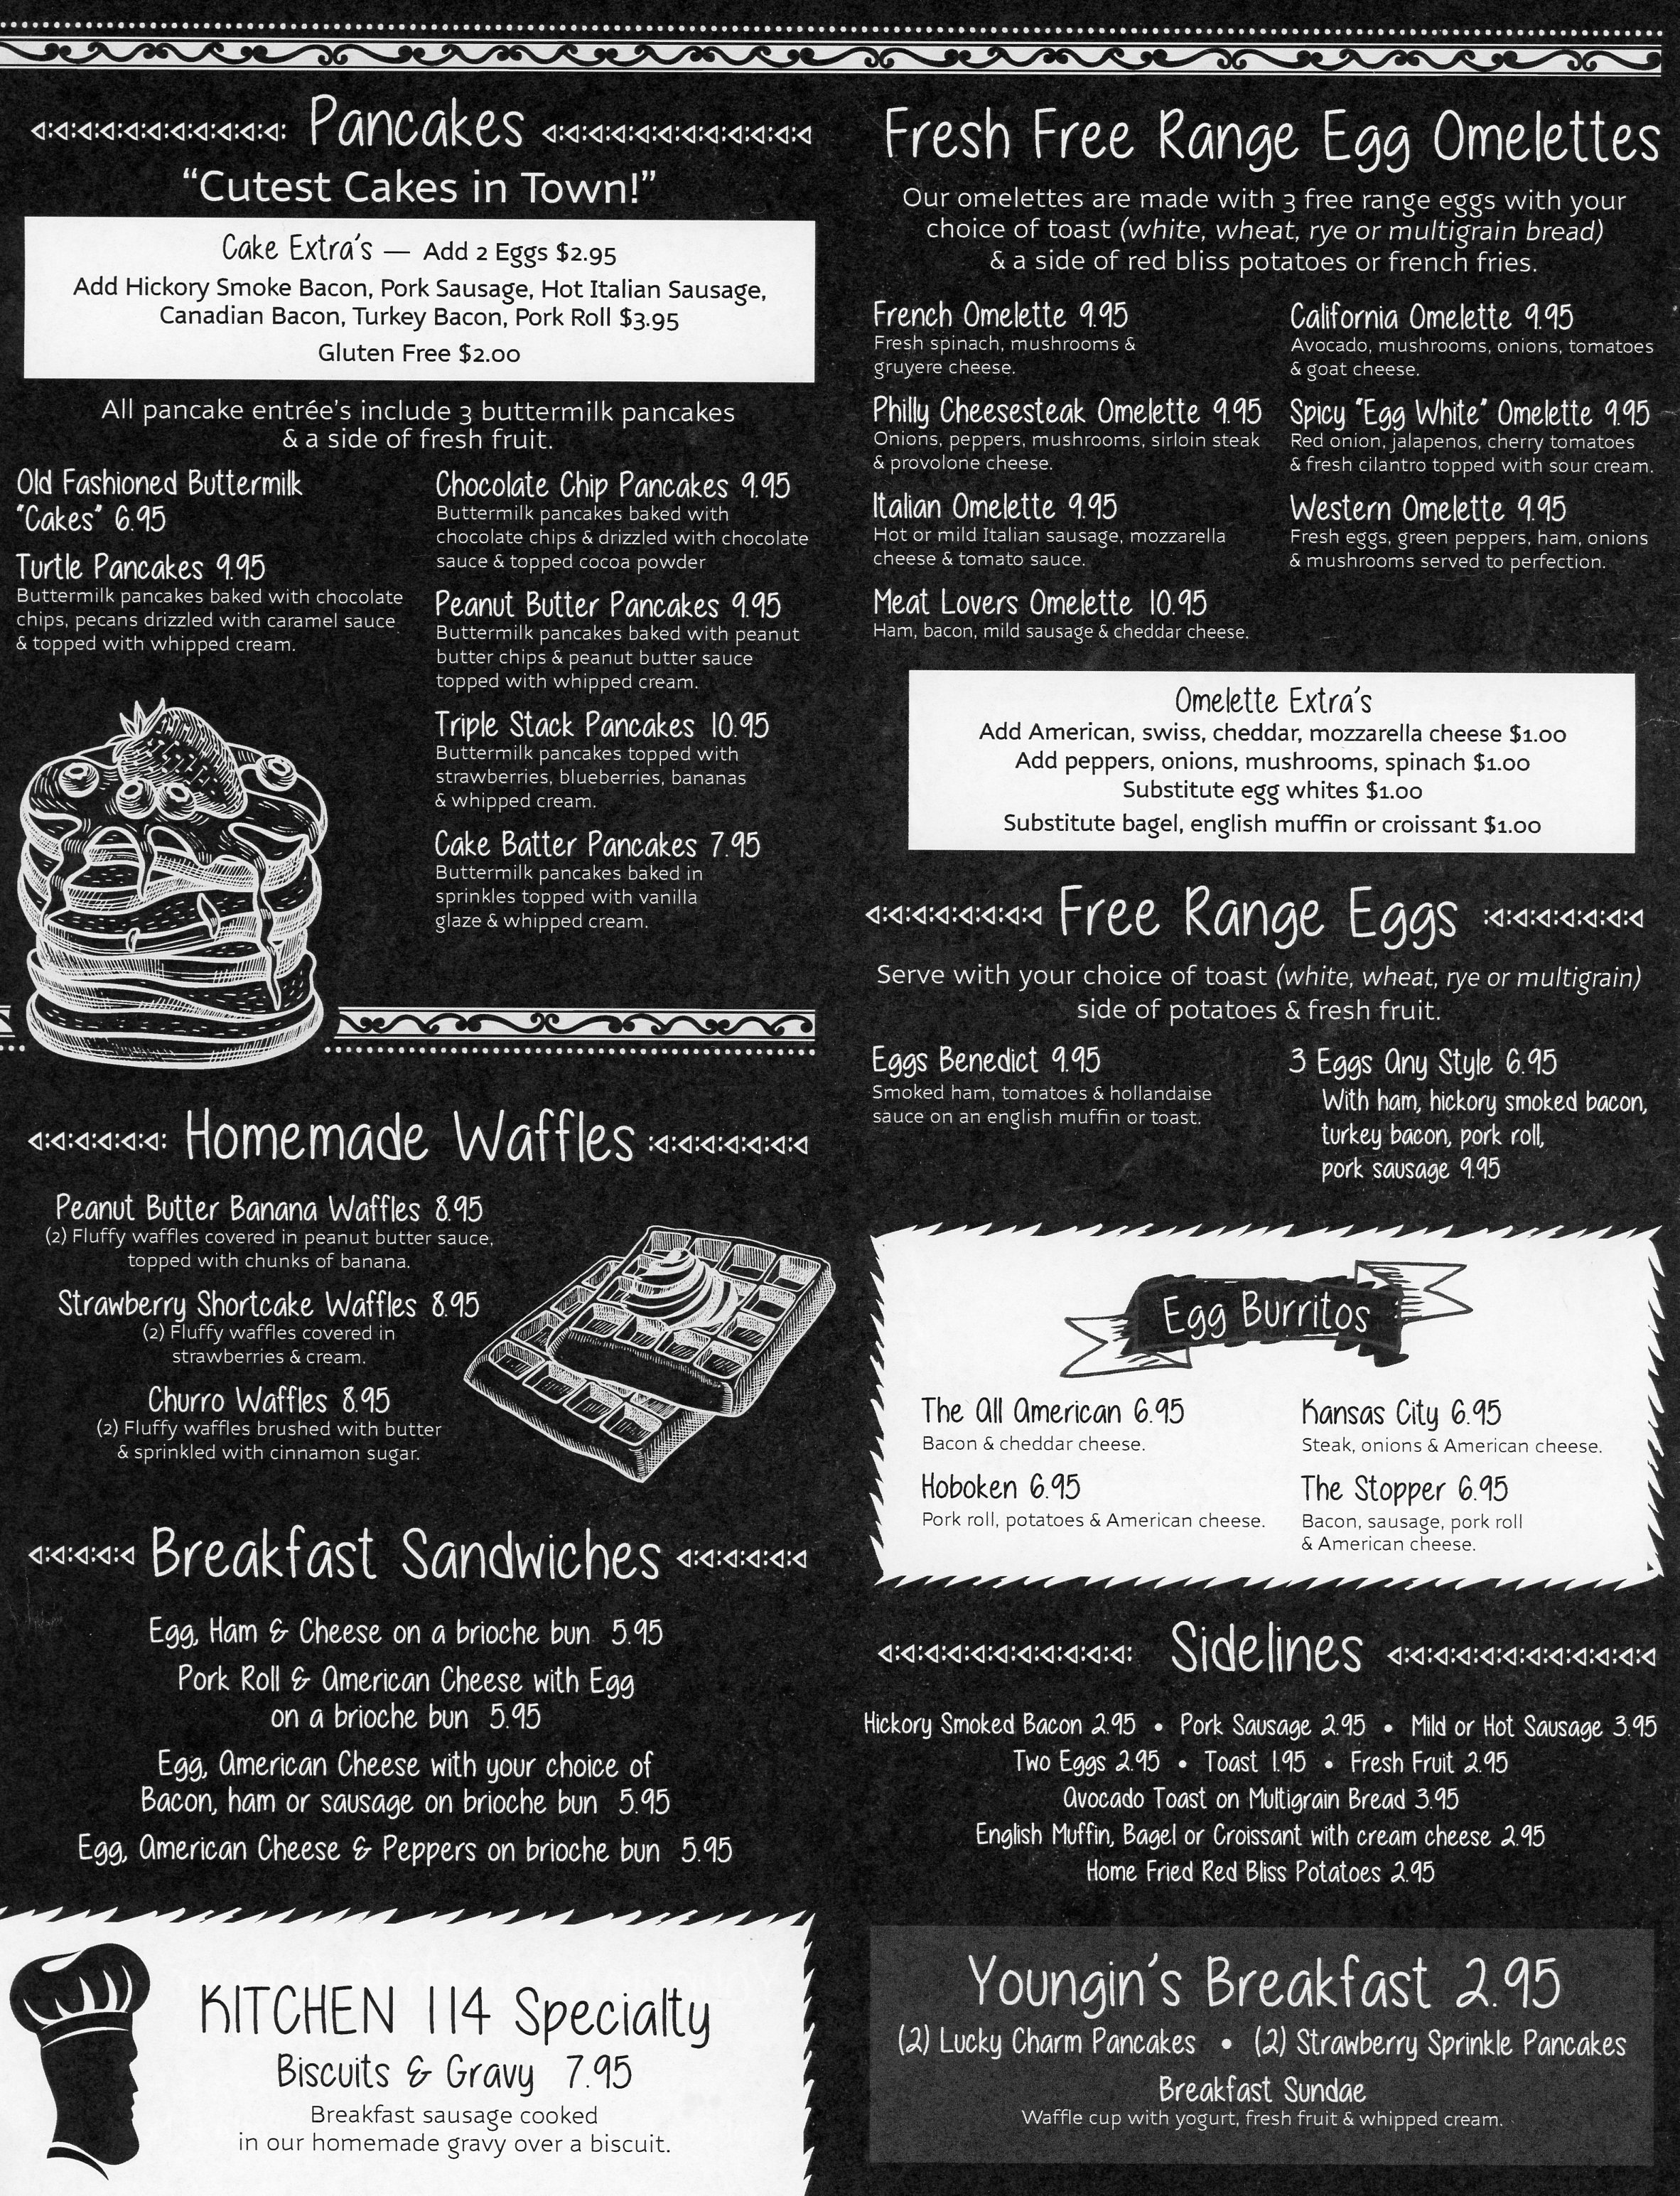 Pancakes
“Cutest Cakes in Town!”
Cake Extra's — Add 2 Eggs $2.95
Add Hickory Smoke Bacon, Pork Sausage, Hot Italian Sausage,
Canadian Bacon, Turkey Bacon, Pork Roll $3.95
Gluten Free $2.00
All pancake entrée's include 3 buttermilk pancakes
& a side of fresh fruit.
Old Fashioned Buttermilk
"Cakes" 6.95
Turtle Pancakes 9.95
Buttermilk pancakes baked with chocolate
chips, pecans drizzled with caramel sauce
& topped with whipped cream.
Chocolate Chip Pancakes 9.95
Buttermilk pancakes baked with
chocolate chips & drizzled with chocolate
sauce & topped cocoa powder
Peanut Butter Pancakes 9.95
Buttermilk pancakes baked with peanut
butter chips & peanut butter sauce
topped with whipped cream.
Triple Stack Pancakes 10.95
Buttermilk pancakes topped with
strawberries, blueberries, bananas
& whipped cream.
Cake Batter Pancakes 7.95
Buttermilk pancakes baked in
sprinkles topped with vanilla
glaze & whipped cream.
Homemade Waffles
Peanut Butter Banana Waffles 8.95
(2) Fluffy waffles covered in peanut butter sauce,
topped with chunks of banana.
Strawberry Shortcake Waffles 8.95
(2) Fluffy waffles covered in
strawberries & cream.
Churro Waffles 8.95
(2) Fluffy waffles brushed with butter
& sprinkled with cinnamon sugar.
Breakfast Sandwiches
Egg, Ham & Cheese on a brioche bun 5.95
Pork Roll & American Cheese with Egg
on a brioche bun 5.95
Egg, American Cheese with your choice of
Bacon, ham or sausage on brioche bun 5.95
Egg, American Cheese & Peppers on brioche bun 5.95
KITCHEN 114 Specialty
Biscuits & Gravy 7.95
Breakfast sausage cooked
in our homemade gravy over a biscuit.
Fresh Free Range Egg Omelettes
Our omelettes are made with 3 free range eggs with your
choice of toast (white, wheat, rye or multigrain bread)
& a side of red bliss potatoes or french fries.
French Omelette 9.95
Fresh spinach, mushrooms &
gruyere cheese.
Philly Cheesesteak Omelette 9.95
Onions, peppers, mushrooms, sirloin steak
& provolone cheese.
Italian Omelette 9.95
Hot or mild Italian sausage, mozzarella
cheese & tomato sauce.
Meat Lovers Omelette 10.95
Ham, bacon, mild sausage & cheddar cheese.
California Omelette 9.95
Avocado, mushrooms, onions, tomatoes
& goat cheese.
Spicy "Egg White" Omelette 9.95
Red onion, jalapenos, cherry tomatoes
& fresh cilantro topped with sour cream.
Western Omelette 9.95
Fresh eggs, green peppers, ham, onions
& mushrooms served to perfection.
Omelette Extra's
Add American, swiss, cheddar, mozzarella cheese $1.00
Add peppers, onions, mushrooms, spinach $1.00
Substitute egg whites $1.00
Substitute bagel, english muffin or croissant $1.00
Free Range Eggs
Serve with your choice of toast (white, wheat, rye or multigrain)
side of potatoes & fresh fruit.
Eggs Benedict 9.95
Smoked ham, tomatoes & hollandaise
sauce on an english muffin or toast.
3 Eggs Any Style 6.95
With ham, hickory smoked bacon,
turkey bacon, pork roll,
pork sausage 9.95
Egg Burritos
The All American 6.95
Bacon & cheddar cheese.
Hoboken 6.95
Pork roll, potatoes & American cheese.
Kansas City 6.95
Steak, onions & American cheese.
The Stopper 6.95
Bacon, sausage, pork roll
& American cheese.
Sidelines
Hickory Smoked Bacon 2.95 • Pork Sausage 2.95 • Mild or Hot Sausage 3.95
Two Eggs 2.95 • Toast 1.95 • Fresh Fruit 2.95
Avocado Toast on Multigrain Bread 3.95
English Muffin, Bagel or Croissant with cream cheese 2.95
Home Fried Red Bliss Potatoes 2.95
Youngin's Breakfast 2.95
(2) Lucky Charm Pancakes • (2) Strawberry Sprinkle Pancakes
Breakfast Sundae
Waffle cup with yogurt, fresh fruit & whipped cream.